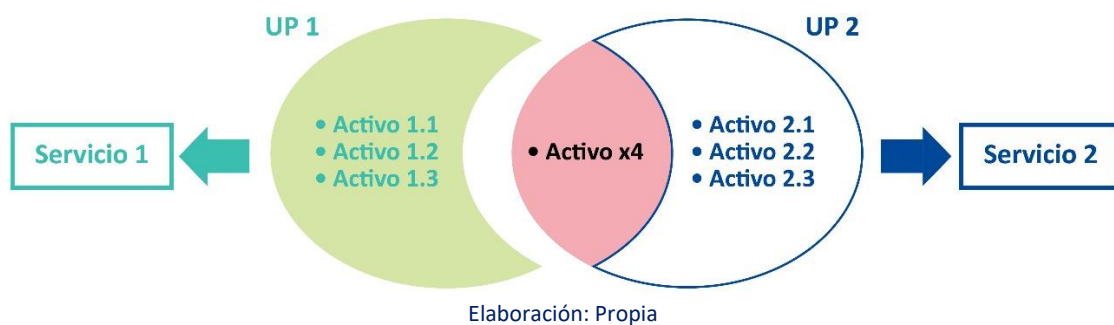 UP 1
UP 2
Servicio 1
• Activo 1.1
• Activo 1.2
• Activo 1.3
• Activo x4
• Activo 2.1
• Activo 2.2
• Activo 2.3
Servicio 2
Elaboración: Propia